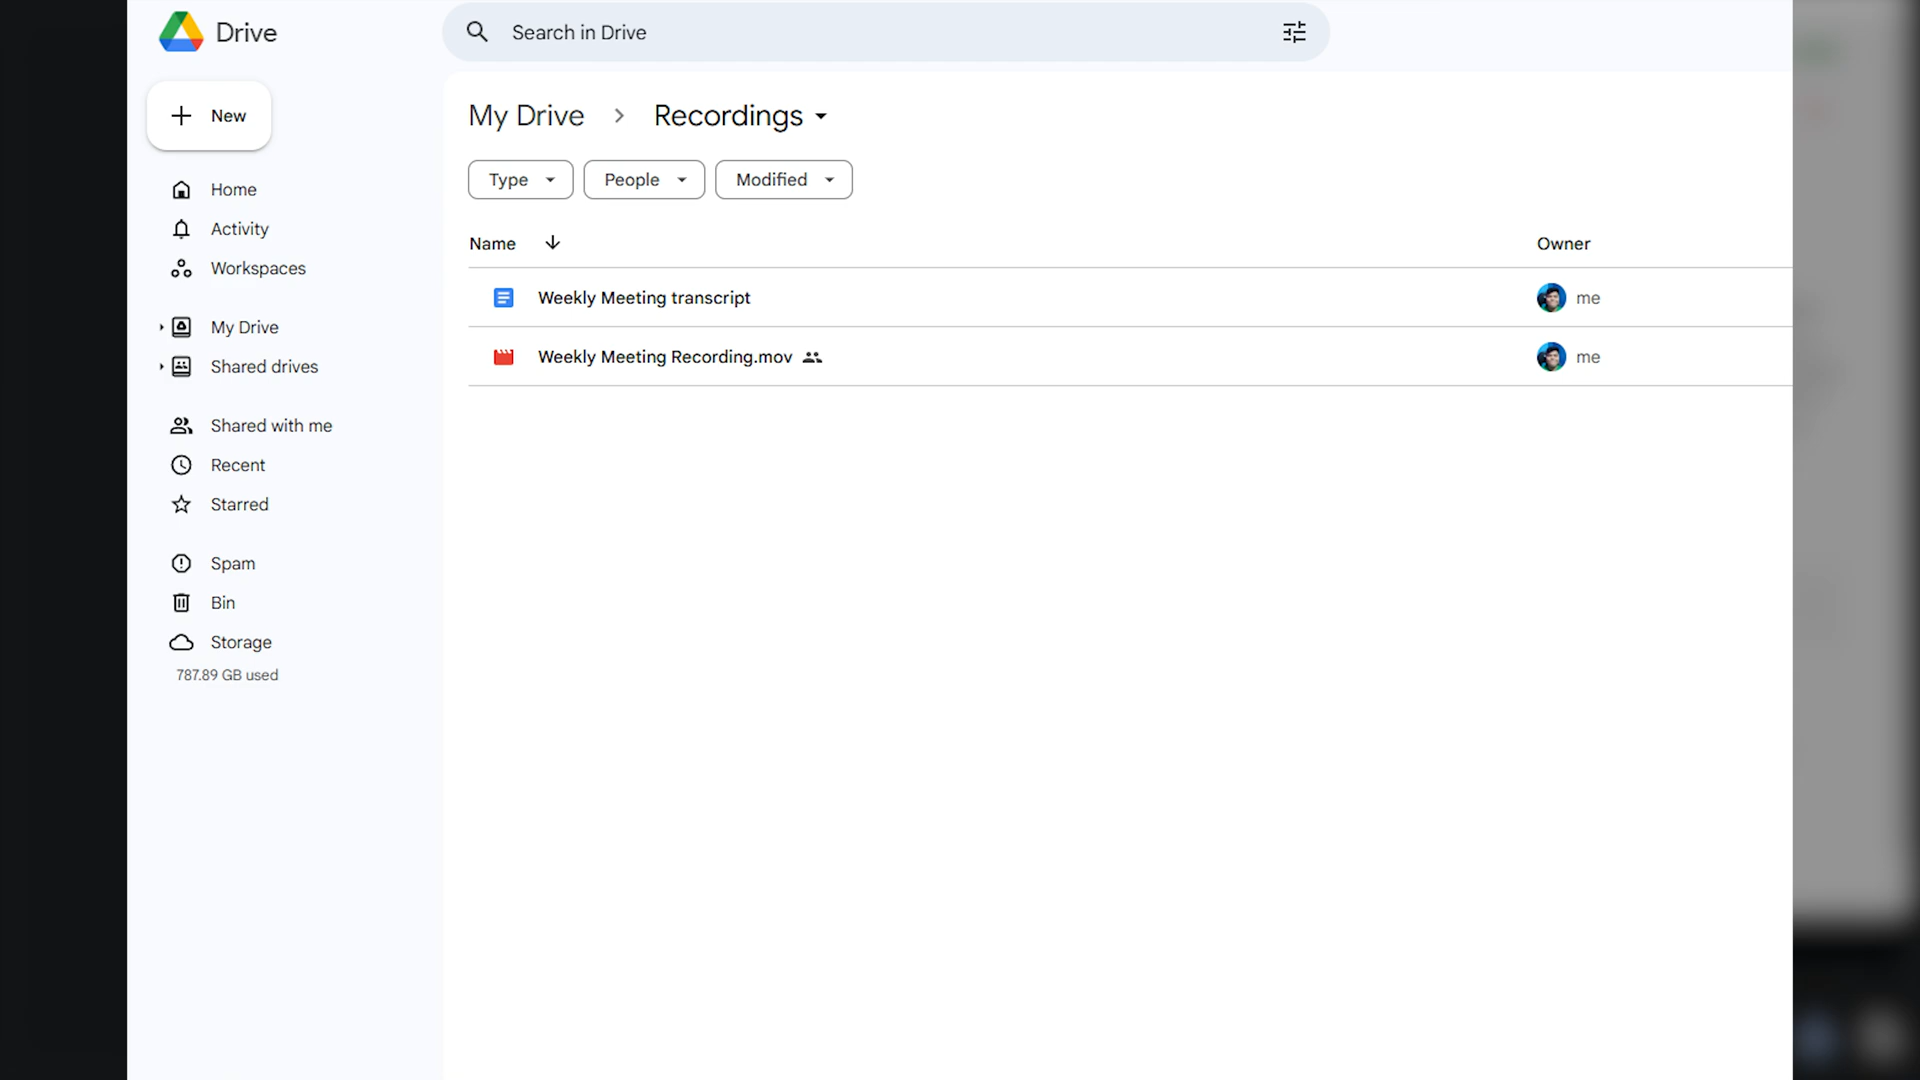 Drive
Search in Drive
New
Home
Activity
Workspaces
My Drive
Shared drives
Shared with me
Recent
Starred
Spam
Bin
Storage
787.89 GB used
My Drive
Recordings
Type
People
Modified
Name
Owner
Weekly Meeting transcript
me
Weekly Meeting Recording.mov
me